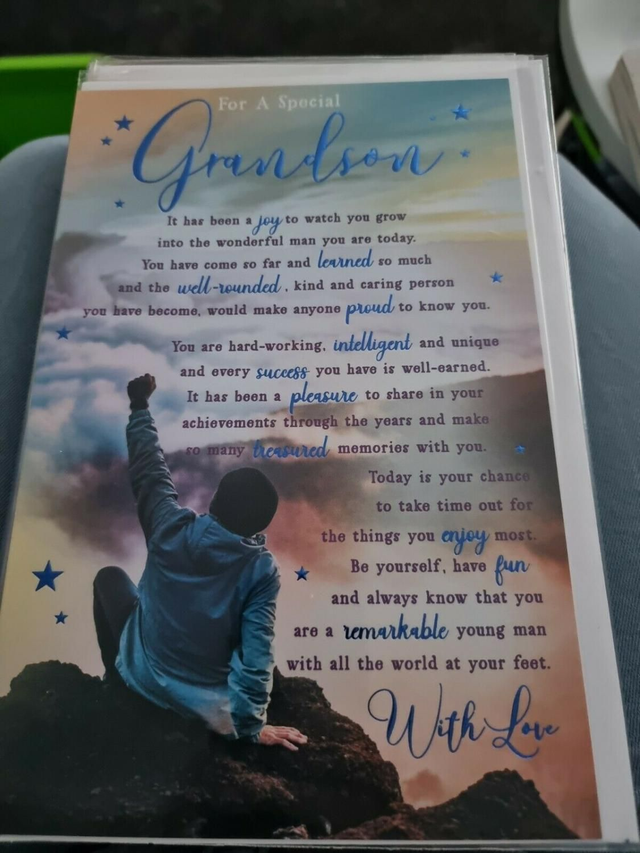 For A Special
Grandson
It has been a joy to watch you grow
into the wonderful man you are today.
You have come so far and learned so much
and the well-rounded, kind and caring person
you have become, would make anyone proud to know you.
You are hard-working, intelligent and unique
and every success you have is well-earned.
It has been a pleasure to share in your
achievements through the years and make
so many treasured memories with you.
Today is your chance
to take time out for
the things you enjoy most.
Be yourself, have fun
and always know that you
are a remarkable young man
with all the world at your feet.
With Love